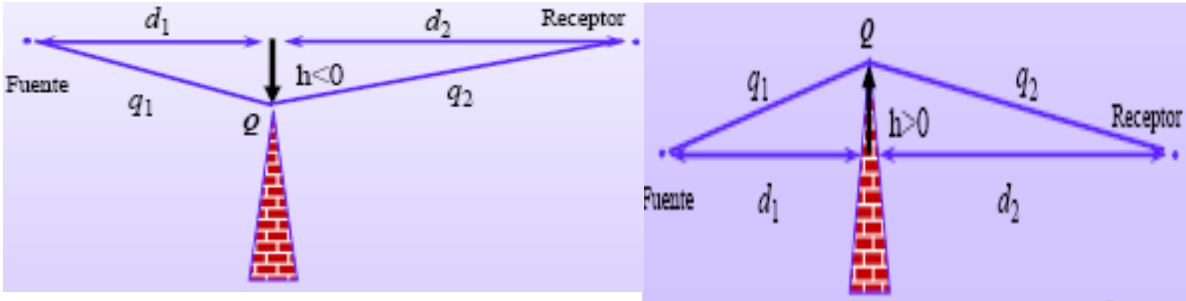 d₁
d₂
Receptor
h<0
Fuente
q₁
q₂
Q
Q
q₁
q₂
h>0
Receptor
Fuente
d₁
d₂